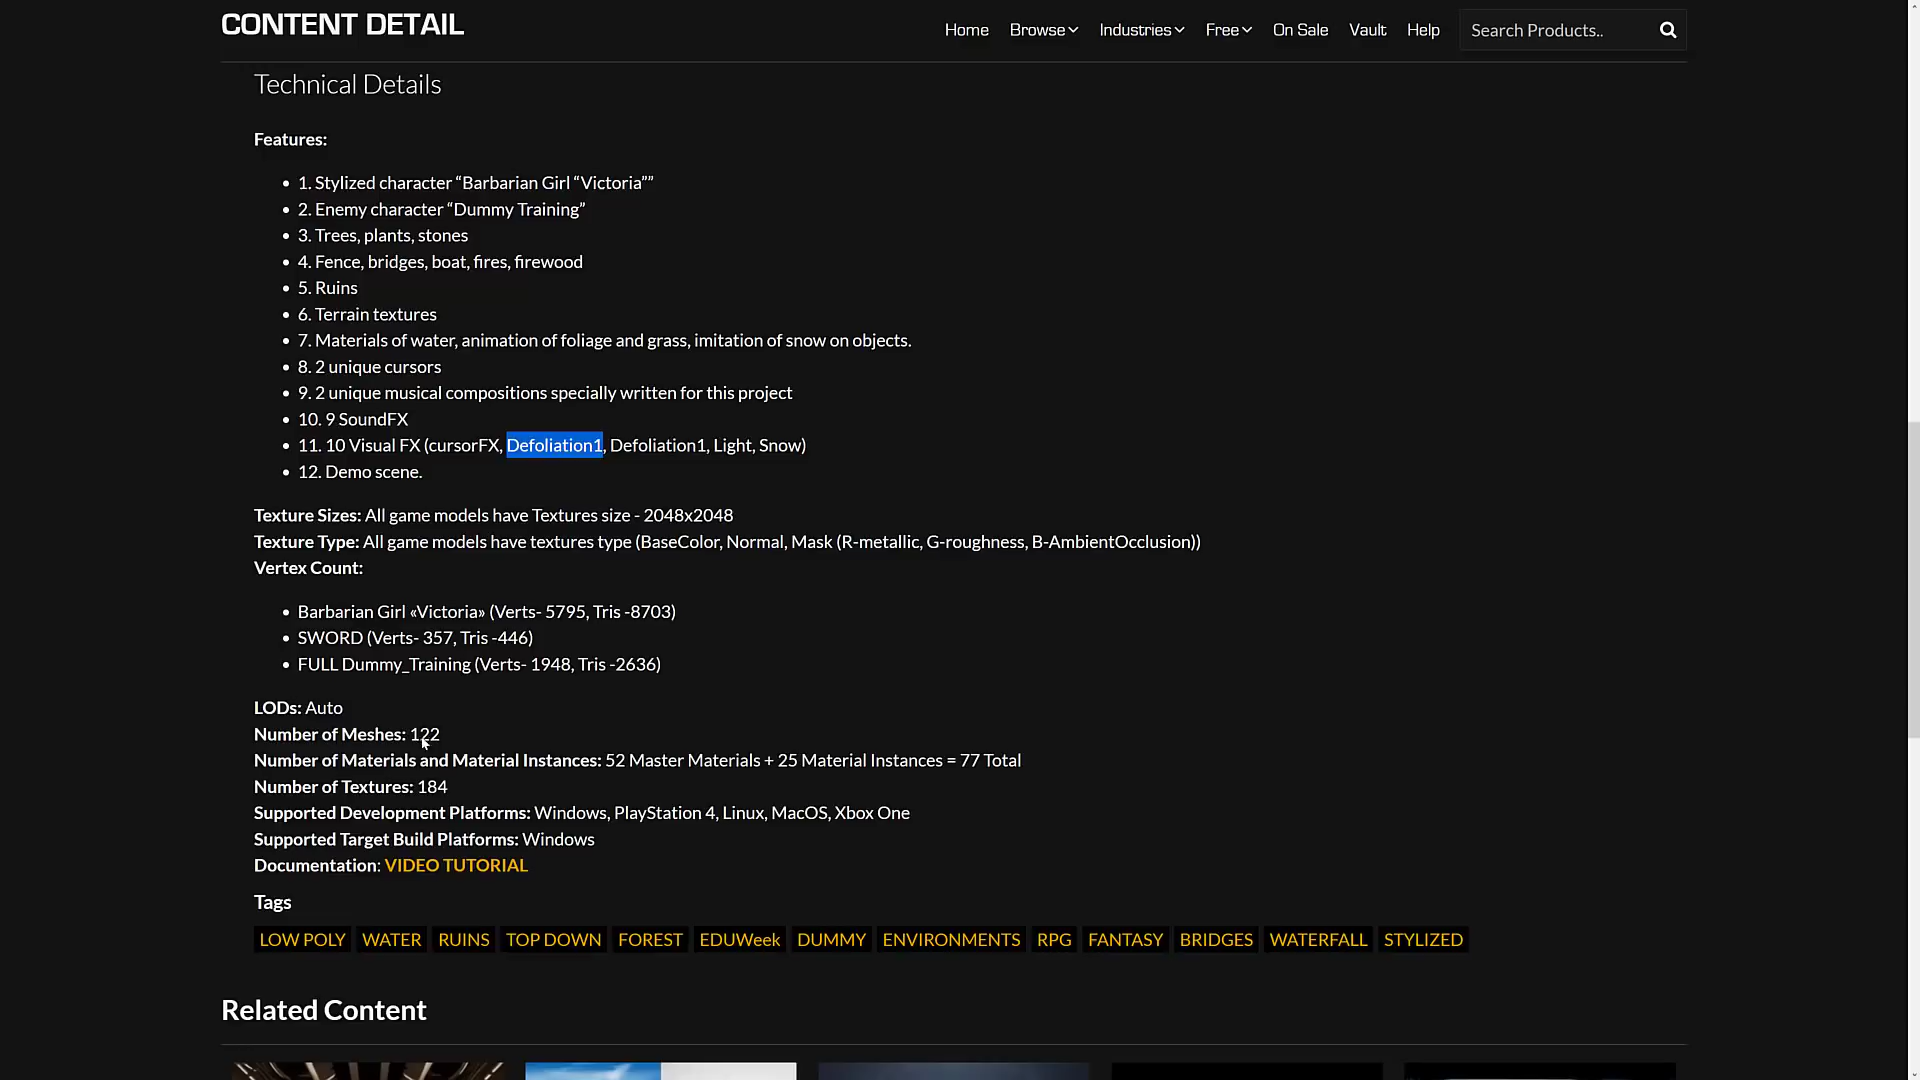 CONTENT DETAIL
Home Browse Industries Free On Sale Vault Help Search Products..
Technical Details
Features:
1. Stylized character “Barbarian Girl “Victoria””
2. Enemy character “Dummy Training”
3. Trees, plants, stones
4. Fence, bridges, boat, fires, firewood
5. Ruins
6. Terrain textures
7. Materials of water, animation of foliage and grass, imitation of snow on objects.
8. 2 unique cursors
9. 2 unique musical compositions specially written for this project
10. 9 SoundFX
11. 10 Visual FX (cursorFX, Defoliation1, Defoliation1, Light, Snow)
12. Demo scene.
Texture Sizes: All game models have Textures size - 2048x2048
Texture Type: All game models have textures type (BaseColor, Normal, Mask (R-metallic, G-roughness, B-AmbientOcclusion))
Vertex Count:
Barbarian Girl «Victoria» (Verts- 5795, Tris -8703)
SWORD (Verts- 357, Tris -446)
FULL Dummy_Training (Verts- 1948, Tris -2636)
LODs: Auto
Number of Meshes: 122
Number of Materials and Material Instances: 52 Master Materials + 25 Material Instances = 77 Total
Number of Textures: 184
Supported Development Platforms: Windows, PlayStation 4, Linux, MacOS, Xbox One
Supported Target Build Platforms: Windows
Documentation: VIDEO TUTORIAL
Tags
LOW POLY WATER RUINS TOP DOWN FOREST EDUWeek DUMMY ENVIRONMENTS RPG FANTASY BRIDGES WATERFALL STYLIZED
Related Content